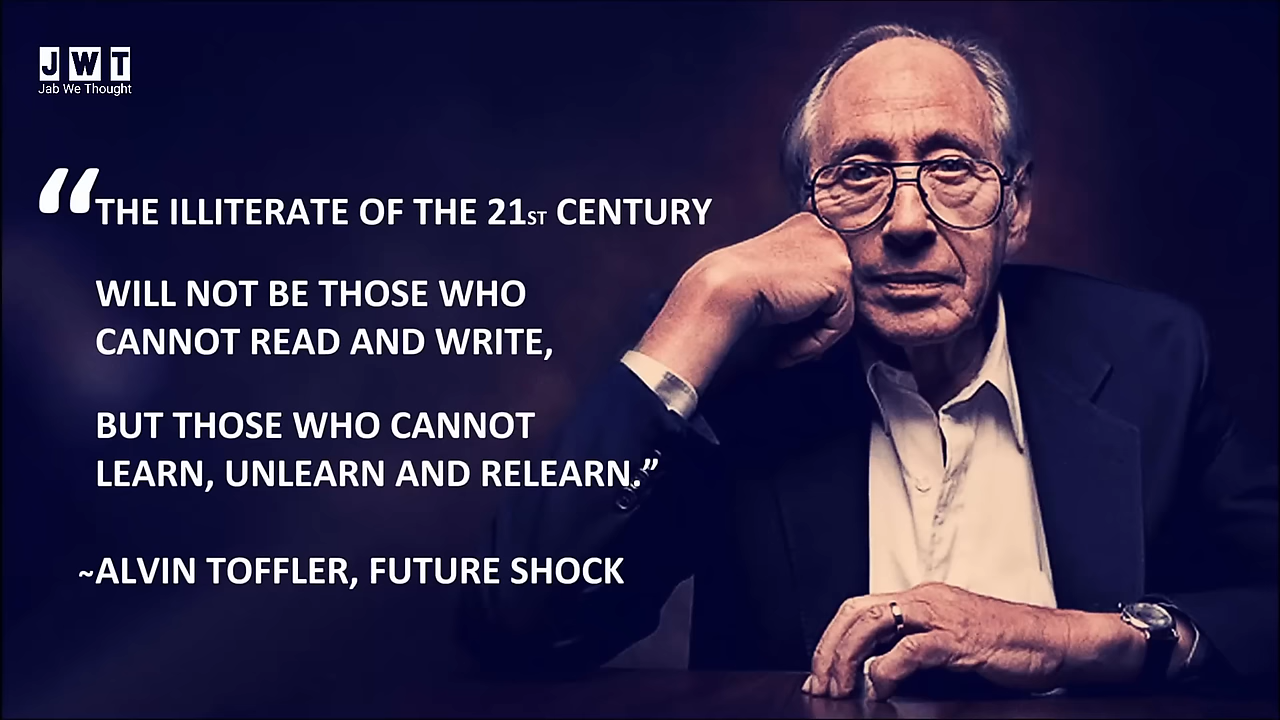 JWT
Jab We Thought
“THE ILLITERATE OF THE 21ST CENTURY
WILL NOT BE THOSE WHO
CANNOT READ AND WRITE,
BUT THOSE WHO CANNOT
LEARN, UNLEARN AND RELEARN.”
~ALVIN TOFFLER, FUTURE SHOCK